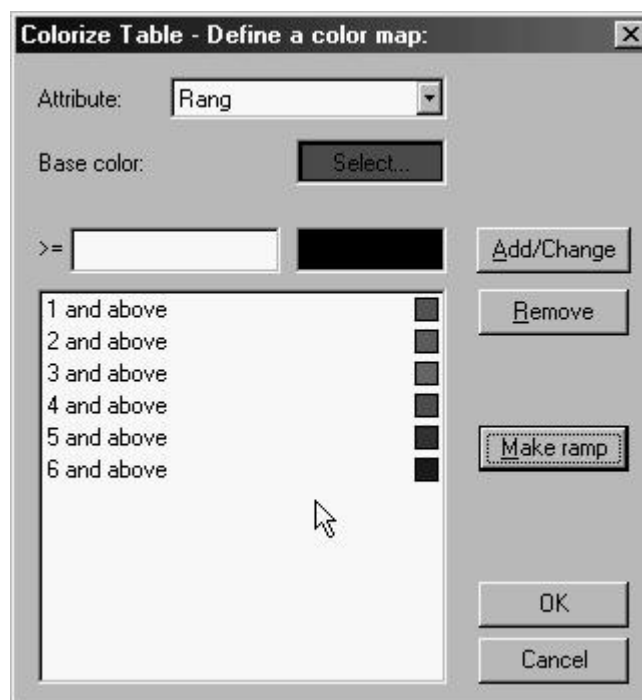 Colorize Table - Define a color map:
Attribute: Rang
Base color: Select...
>= Add/Change
1 and above
Remove
2 and above
3 and above
4 and above
5 and above
Make ramp
6 and above
OK
Cancel